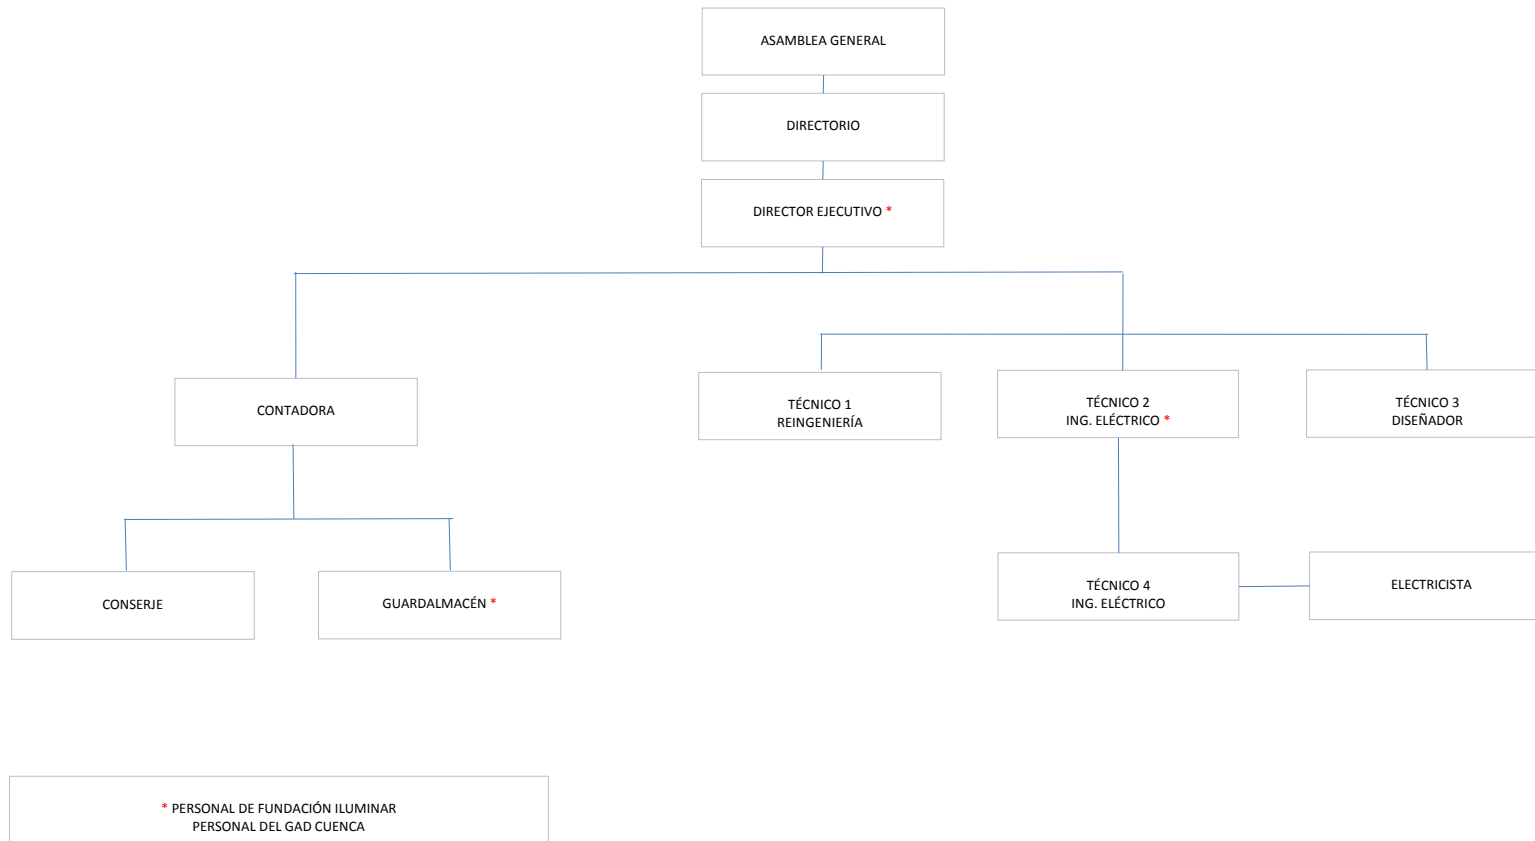 ASAMBLEA GENERAL
DIRECTORIO
DIRECTOR EJECUTIVO *
CONTADORA
TÉCNICO 1
REINGENIERÍA
TÉCNICO 2
ING. ELÉCTRICO *
TÉCNICO 3
DISEÑADOR
CONSERJE
GUARDALMACÉN *
TÉCNICO 4
ING. ELÉCTRICO
ELECTRICISTA
* PERSONAL DE FUNDACIÓN ILUMINAR
PERSONAL DEL GAD CUENCA